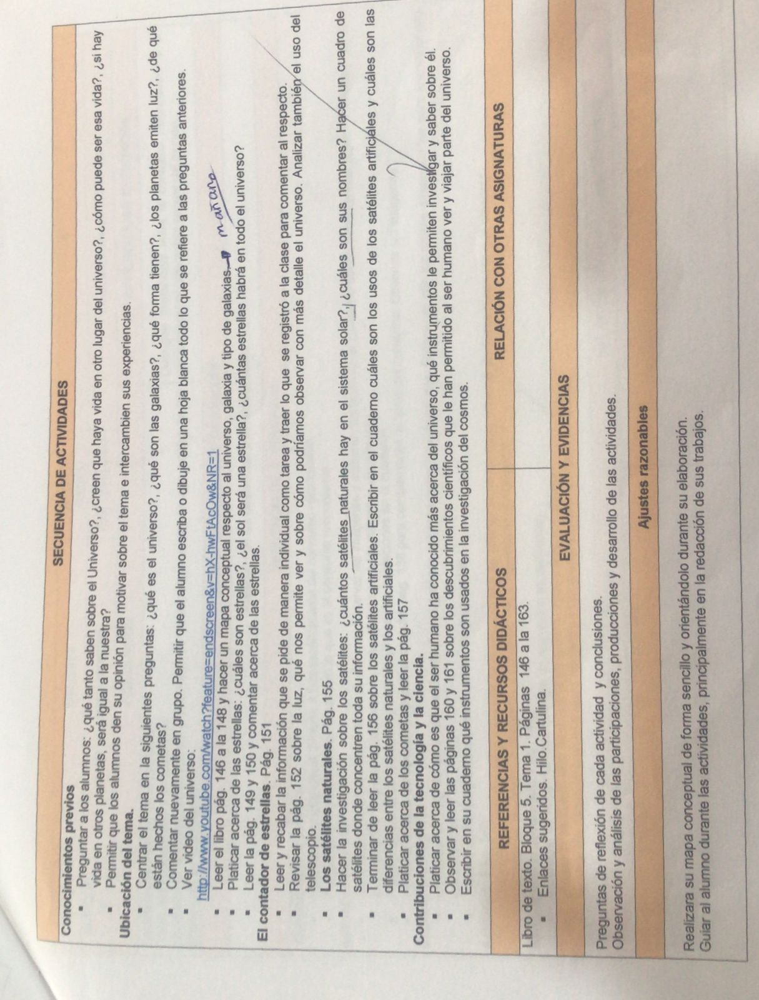 SECUENCIA DE ACTIVIDADES
Conocimientos previos
▪ Preguntar a los alumnos: ¿qué tanto saben sobre el Universo?, ¿creen que haya vida en otro lugar del universo?, ¿cómo puede ser esa vida?, ¿si hay
vida en otros planetas, será igual a la nuestra?
▪ Permitir que los alumnos den su opinión para motivar sobre el tema e intercambien sus experiencias.
Ubicación del tema.
▪ Centrar el tema en la siguientes preguntas: ¿qué es el universo?, ¿qué son las galaxias?, ¿qué forma tienen?, ¿los planetas emiten luz?, ¿de qué
están hechos los cometas?
▪ Comentar nuevamente en grupo. Permitir que el alumno escriba o dibuje en una hoja blanca todo lo que se refiere a las preguntas anteriores.
▪ Ver video del universo:
http://www.youtube.com/watch?feature=endscreen&v=hX-hwFtAcOw&NR=1
▪ Leer el libro pág. 146 a la 148 y hacer un mapa conceptual respecto al universo, galaxia y tipo de galaxias. mañana
▪ Platicar acerca de las estrellas: ¿cuáles son estrellas?, ¿el sol será una estrella?, ¿cuántas estrellas habrá en todo el universo?
▪ Leer la pág. 149 y 150 y comentar acerca de las estrellas.
El contador de estrellas. Pág. 151
▪ Leer y recabar la información que se pide de manera individual como tarea y traer lo que se registró a la clase para comentar al respecto.
▪ Revisar la pág. 152 sobre la luz, qué nos permite ver y sobre cómo podríamos observar con más detalle el universo. Analizar también el uso del
telescopio.
▪ Los satélites naturales. Pág. 155
▪ Hacer la investigación sobre los satélites: ¿cuántos satélites naturales hay en el sistema solar?, ¿cuáles son sus nombres? Hacer un cuadro de
satélites donde concentren toda su información.
▪ Terminar de leer la pág. 156 sobre los satélites artificiales. Escribir en el cuaderno cuáles son los usos de los satélites artificiales y cuáles son las
diferencias entre los satélites naturales y los artificiales.
▪ Platicar acerca de los cometas y leer la pág. 157
Contribuciones de la tecnología y la ciencia.
▪ Platicar acerca de cómo es que el ser humano ha conocido más acerca del universo, qué instrumentos le permiten investigar y saber sobre él.
▪ Observar y leer las páginas 160 y 161 sobre los descubrimientos científicos que le han permitido al ser humano ver y viajar parte del universo.
▪ Escribir en su cuaderno qué instrumentos son usados en la investigación del cosmos.
REFERENCIAS Y RECURSOS DIDÁCTICOS
RELACIÓN CON OTRAS ASIGNATURAS
Libro de texto. Bloque 5. Tema 1. Páginas 146 a la 163.
▪ Enlaces sugeridos. Hilo.Cartulina.
EVALUACIÓN Y EVIDENCIAS
Preguntas de reflexión de cada actividad y conclusiones.
Observación y análisis de las participaciones, producciones y desarrollo de las actividades.
Ajustes razonables
Realizara su mapa conceptual de forma sencillo y orientándolo durante su elaboración.
Guiar al alumno durante las actividades, principalmente en la redacción de sus trabajos.